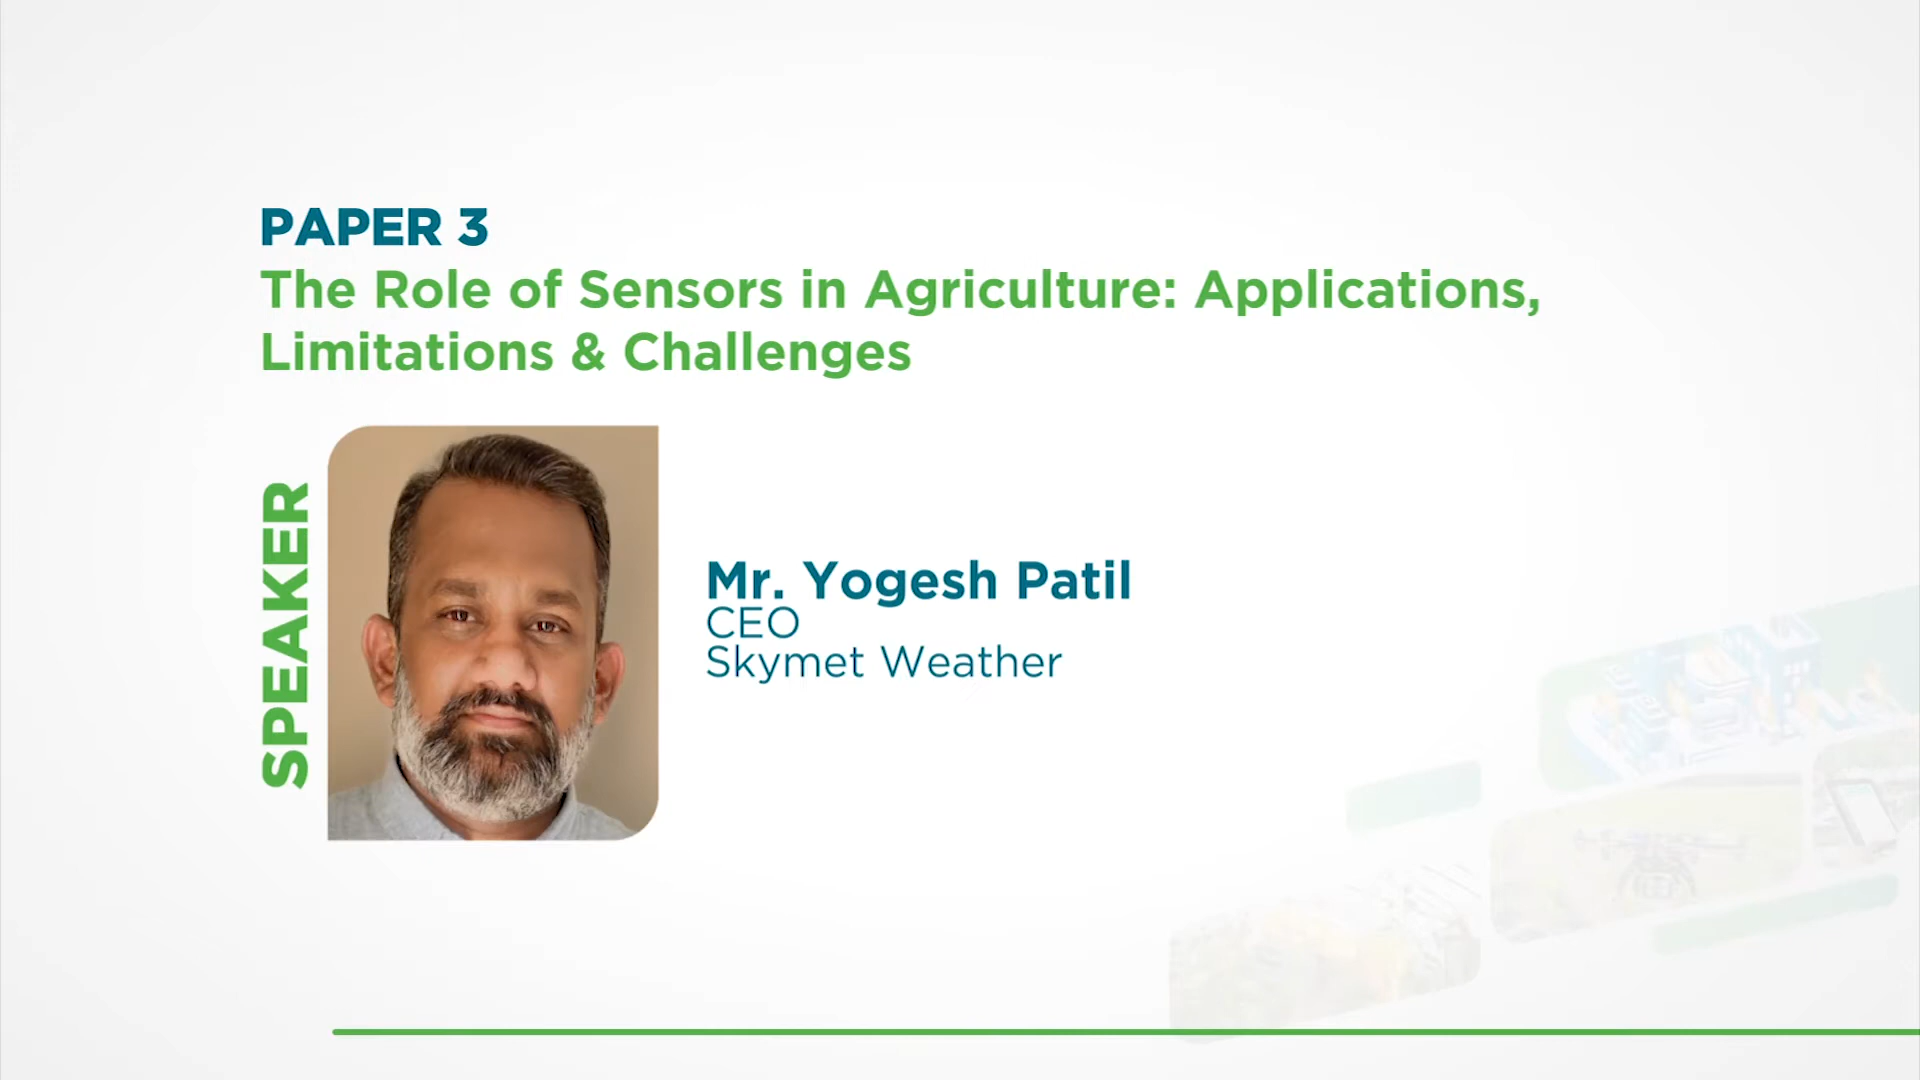 PAPER 3
The Role of Sensors in Agriculture: Applications,
Limitations & Challenges
SPEAKER
Mr. Yogesh Patil
CEO
Skymet Weather